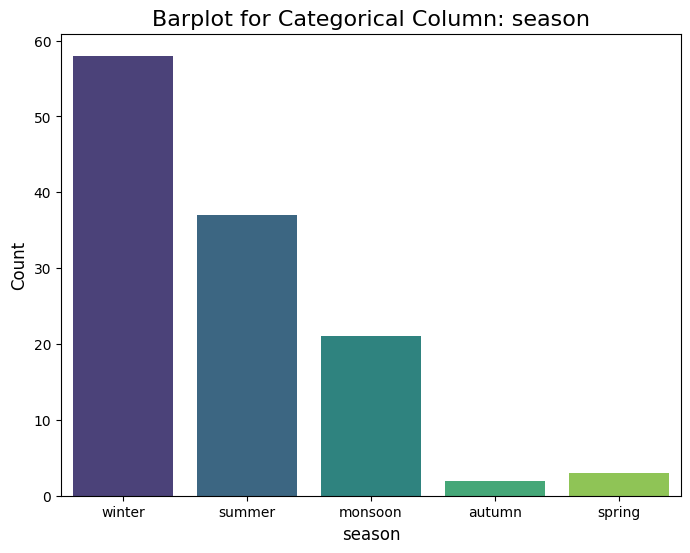 Barplot for Categorical Column: season
60
50
40
30
20
10
0
Count
winter summer monsoon autumn spring
season